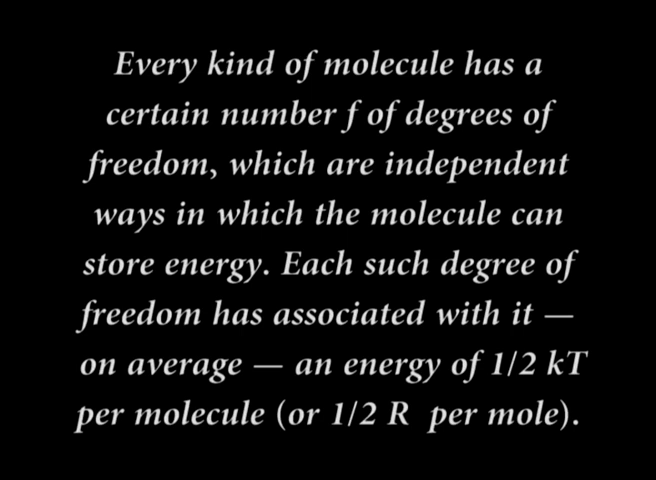 Every kind of molecule has a
certain number f of degrees of
freedom, which are independent
ways in which the molecule can
store energy. Each such degree of
freedom has associated with it —
on average — an energy of 1/2 kT
per molecule (or 1/2 R  per mole).